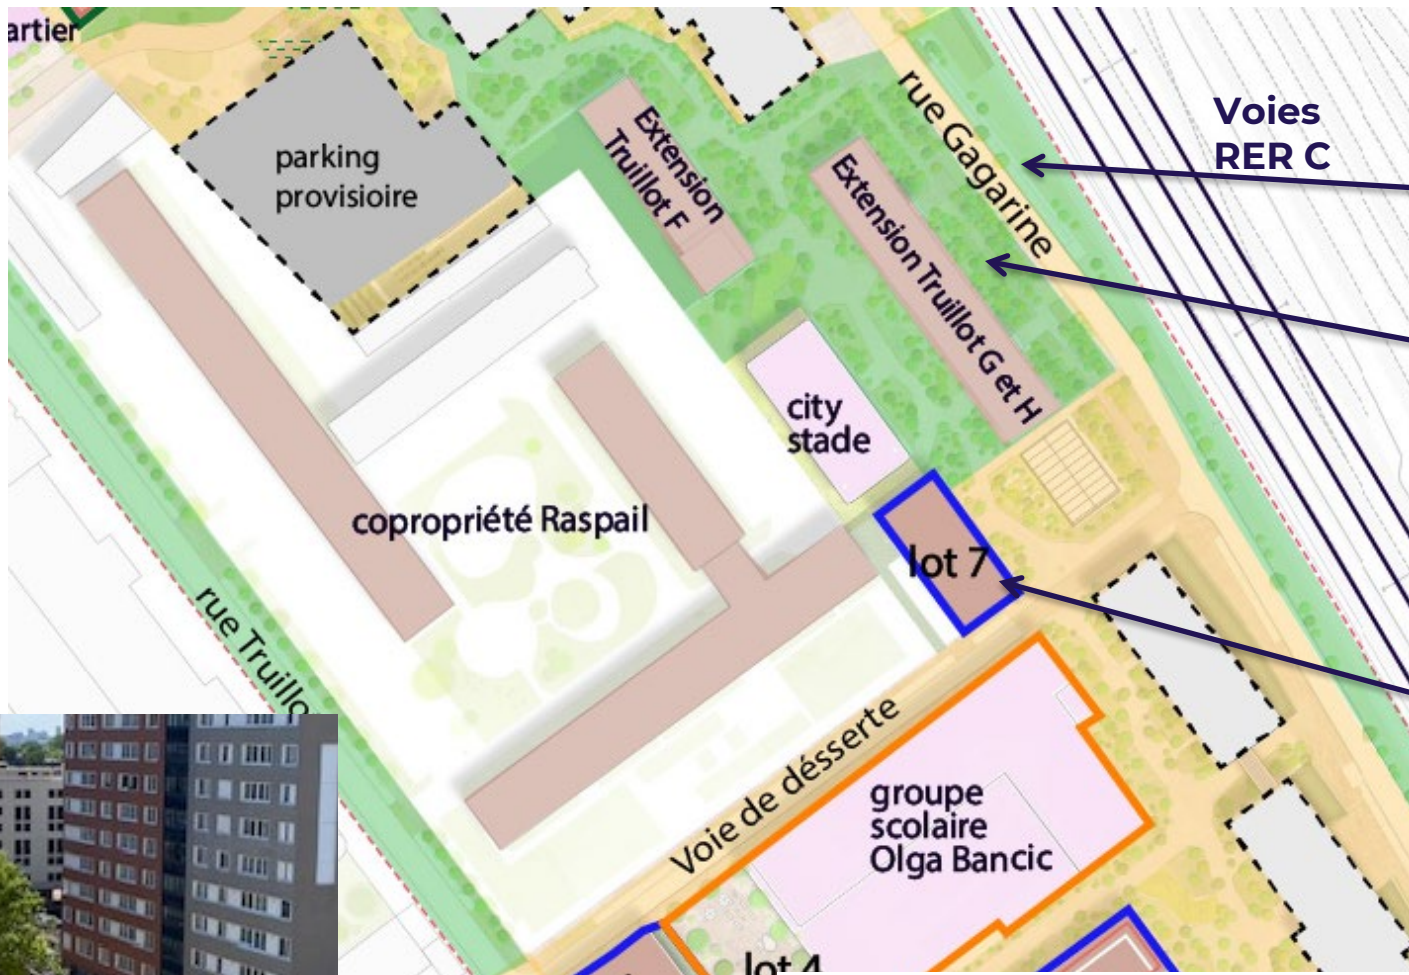 artier
parking
provisioire
Extension
Truillot F
rue Gagarine
Voies
RER C
Extension Truillot G et H
city
stade
copropriété Raspail
lot 7
rue Truillo
Voie de désserte
groupe
scolaire
Olga Bancic
lot 4